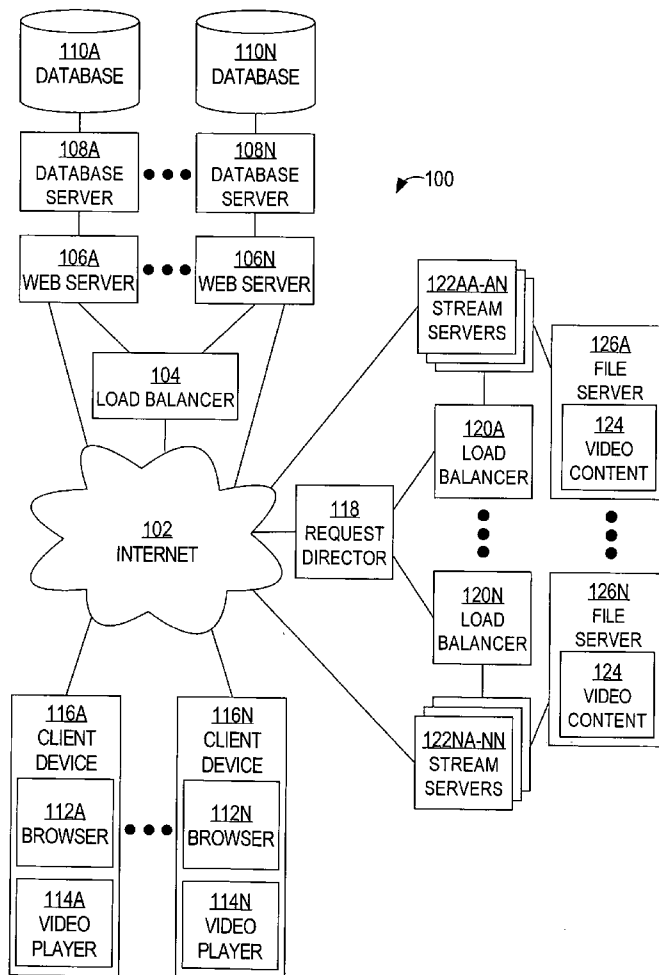 110A
DATABASE
110N
DATABASE
108A
DATABASE
SERVER
108N
DATABASE
SERVER
100
106A
WEB SERVER
106N
WEB SERVER
122AA-AN
STREAM
SERVERS
126A
FILE
SERVER
124
VIDEO
CONTENT
104
LOAD BALANCER
120A
LOAD
BALANCER
118
REQUEST
DIRECTOR
102
INTERNET
120N
LOAD
BALANCER
126N
FILE
SERVER
124
VIDEO
CONTENT
122NA-NN
STREAM
SERVERS
116A
CLIENT
DEVICE
112A
BROWSER
114A
VIDEO
PLAYER
116N
CLIENT
DEVICE
112N
BROWSER
114N
VIDEO
PLAYER